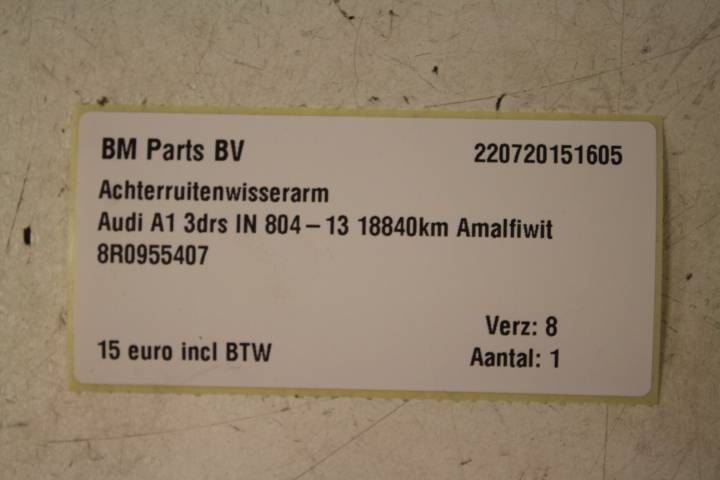 BM Parts BV 220720151605
Achterruitenwisserarm
Audi A1 3drs IN 804 – 13 18840km Amalfiwit
8R0955407
Verz: 8
15 euro incl BTW Aantal: 1